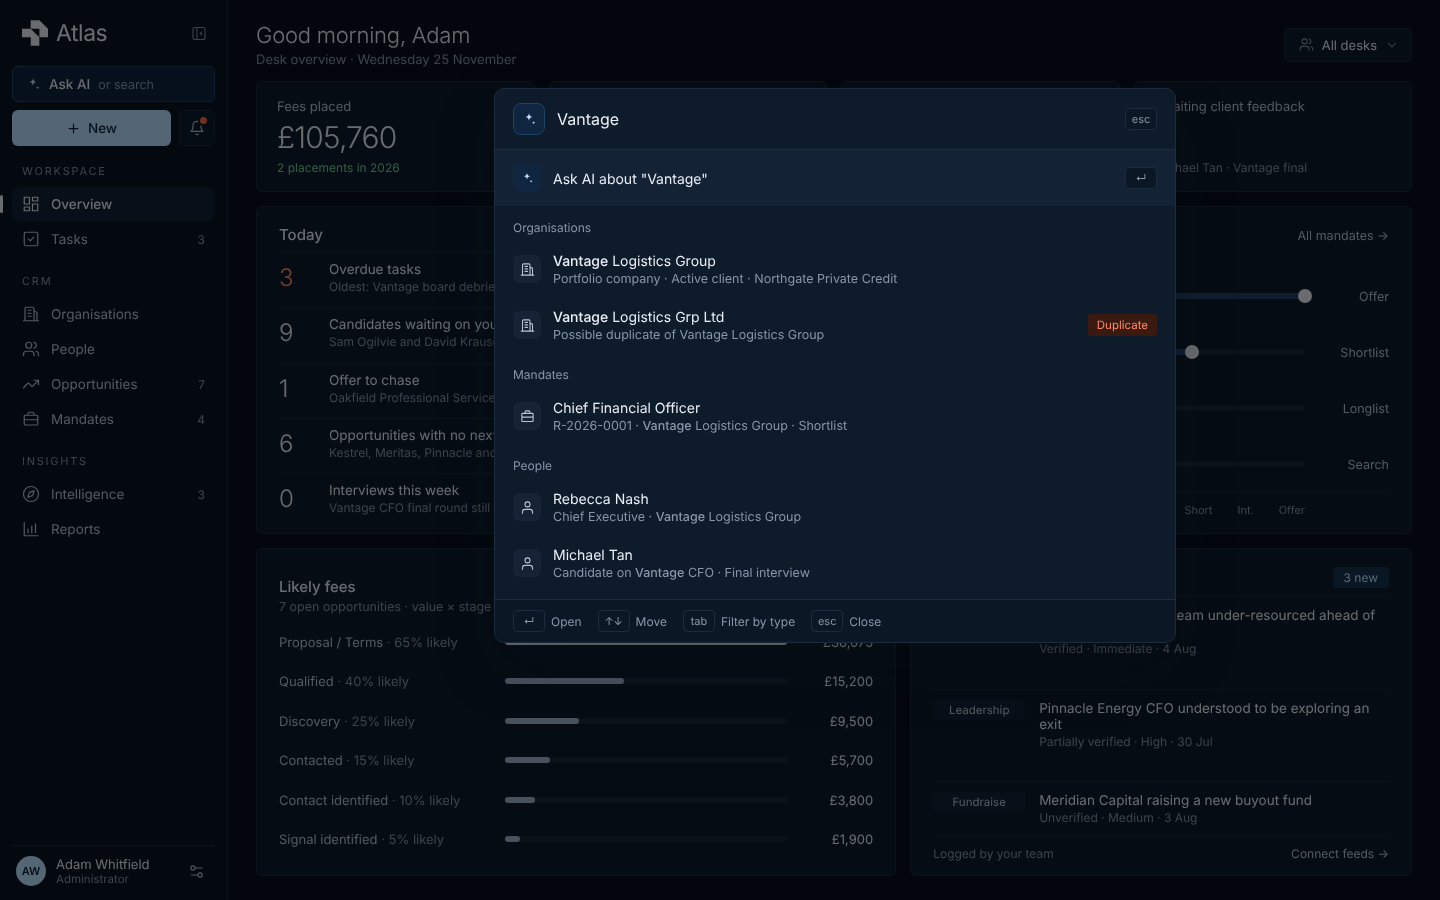 Atlas
Ask AI or search
New
WORKSPACE
Overview
Tasks 3
CRM
Organisations
People
Opportunities 7
Mandates 4
INSIGHTS
Intelligence 3
Reports
AW
Adam Whitfield
Administrator
Good morning, Adam
Desk overview · Wednesday 25 November
All desks
Fees placed
£105,760
2 placements in 2026
client feedback
Tan · Vantage final
Today
3 Overdue tasks
Oldest: Vantage board
9 Candidates waiting on
Sam Ogilvie and David
1 Offer to chase
Oakfield Professional
6 Opportunities with no
Kestrel, Meritas, Pinnacle
0 Interviews this week
Vantage CFO final round still
All mandates →
Offer
Shortlist
Longlist
Search
Short Int. Offer
Vantage
esc
Ask AI about "Vantage"
↵
Organisations
Vantage Logistics Group
Portfolio company · Active client · Northgate Private Credit
Vantage Logistics Grp Ltd
Possible duplicate of Vantage Logistics Group
Duplicate
Mandates
Chief Financial Officer
R-2026-0001 · Vantage Logistics Group · Shortlist
People
Rebecca Nash
Chief Executive · Vantage Logistics Group
Michael Tan
Candidate on Vantage CFO · Final interview
↵ Open ↑↓ Move tab Filter by type esc Close
Likely fees
7 open opportunities · value × stage
Proposal / Terms · 65% likely
Qualified · 40% likely £15,200
Discovery · 25% likely £9,500
Contacted · 15% likely £5,700
Contact identified · 10% likely £3,800
Signal identified · 5% likely £1,900
3 new
under-resourced ahead of
Verified · Immediate · 4 Aug
Leadership
Pinnacle Energy CFO understood to be exploring an
exit
Partially verified · High · 30 Jul
Fundraise
Meridian Capital raising a new buyout fund
Unverified · Medium · 3 Aug
Logged by your team
Connect feeds →